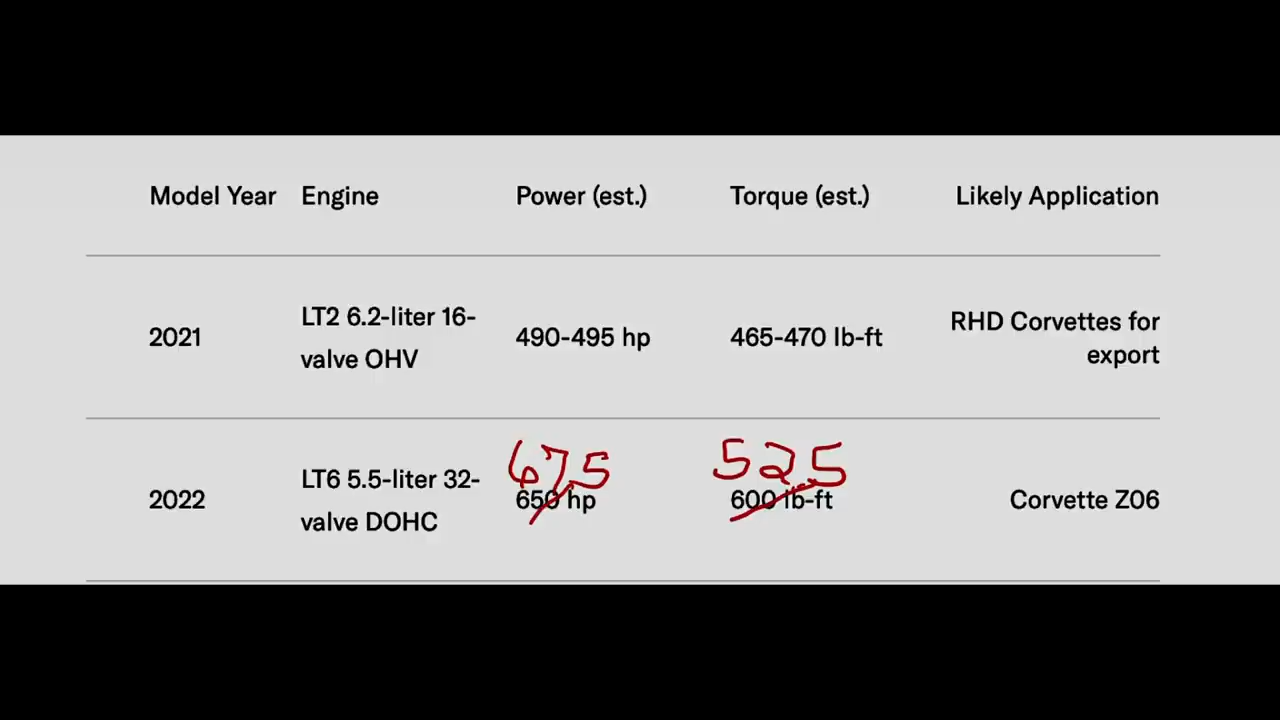 Model Year Engine Power (est.) Torque (est.) Likely Application
LT2 6.2-liter 16-
RHD Corvettes for
2021 490-495 hp 465-470 lb-ft
valve OHV
export
675 525
LT6 5.5-liter 32-
2022 650 hp 600 lb-ft Corvette Z06
valve DOHC